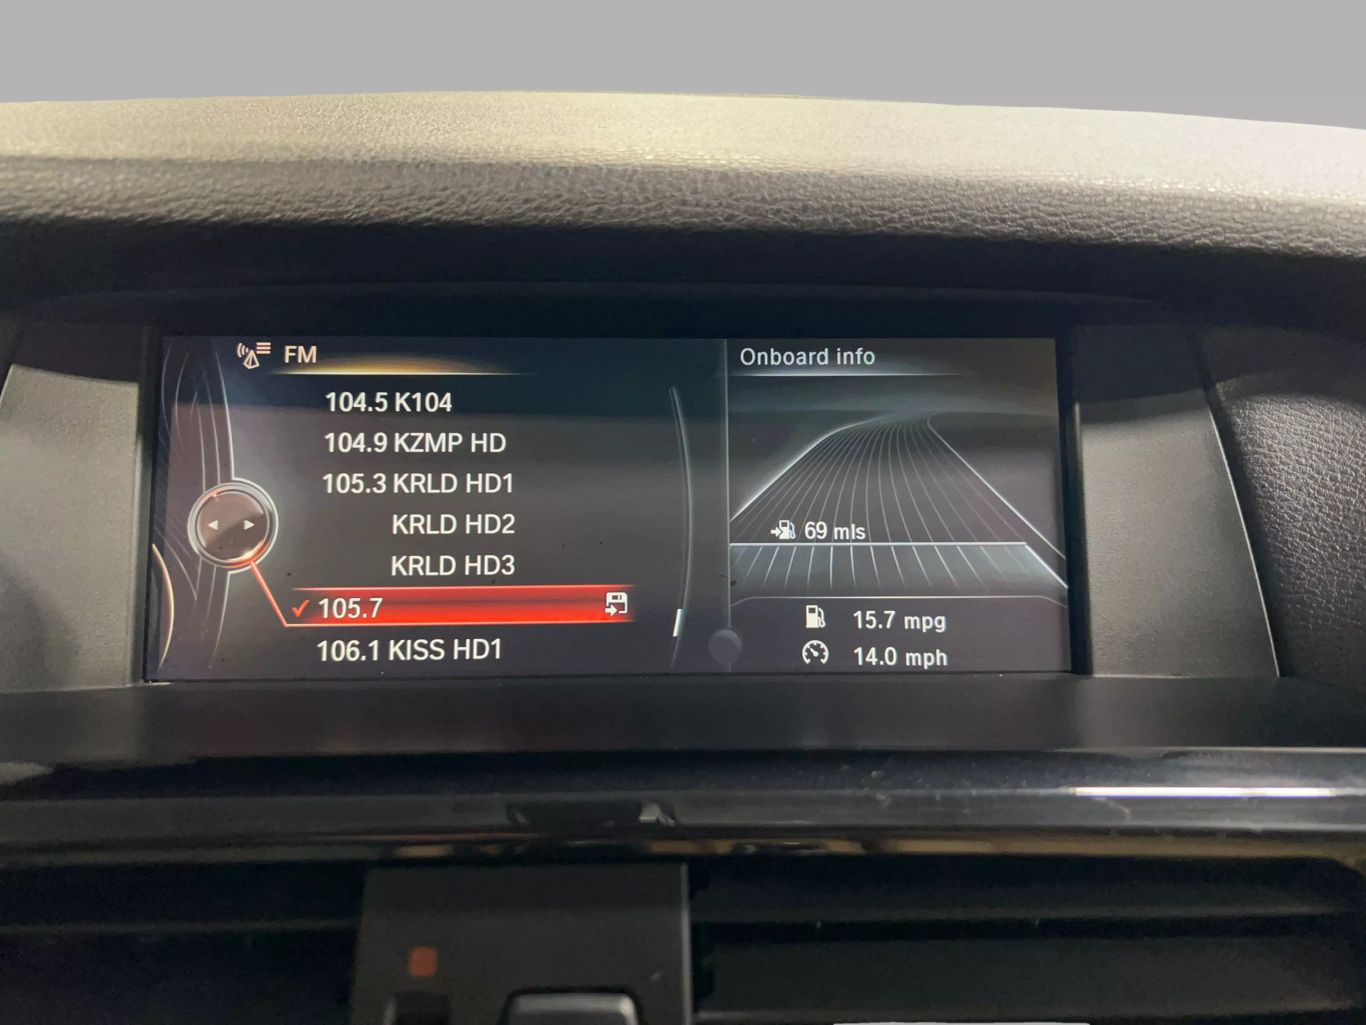 FM
104.5 K104
104.9 KZMP HD
105.3 KRLD HD1
KRLD HD2
KRLD HD3
105.7
106.1 KISS HD1
Onboard info
69 mls
15.7 mpg
14.0 mph